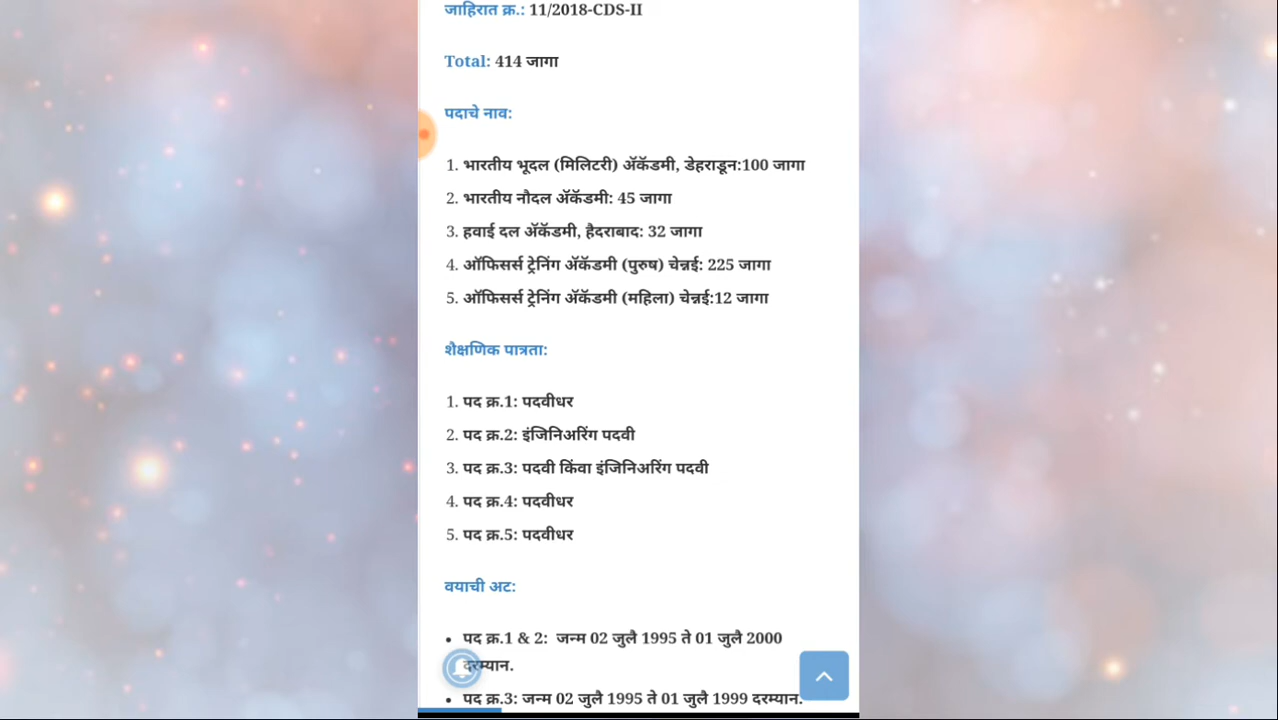 जाहिरात क्र.: 11/2018-CDS-II
Total: 414 जागा
पदाचे नाव:
1. भारतीय भूदल (मिलिटरी) ॲकॅडमी, डेहराडून:100 जागा
2. भारतीय नौदल ॲकॅडमी: 45 जागा
3. हवाई दल ॲकॅडमी, हैदराबाद: 32 जागा
4. ऑफिसर्स ट्रेनिंग ॲकॅडमी (पुरुष) चेन्नई: 225 जागा
5. ऑफिसर्स ट्रेनिंग ॲकॅडमी (महिला) चेन्नई:12 जागा
शैक्षणिक पात्रता:
1. पद क्र.1: पदवीधर
2. पद क्र.2: इंजिनिअरिंग पदवी
3. पद क्र.3: पदवी किंवा इंजिनिअरिंग पदवी
4. पद क्र.4: पदवीधर
5. पद क्र.5: पदवीधर
वयाची अट:
• पद क्र.1 & 2: जन्म 02 जुलै 1995 ते 01 जुलै 2000
दरम्यान.
• पद क्र.3: जन्म 02 जुलै 1995 ते 01 जुलै 1999 दरम्यान.